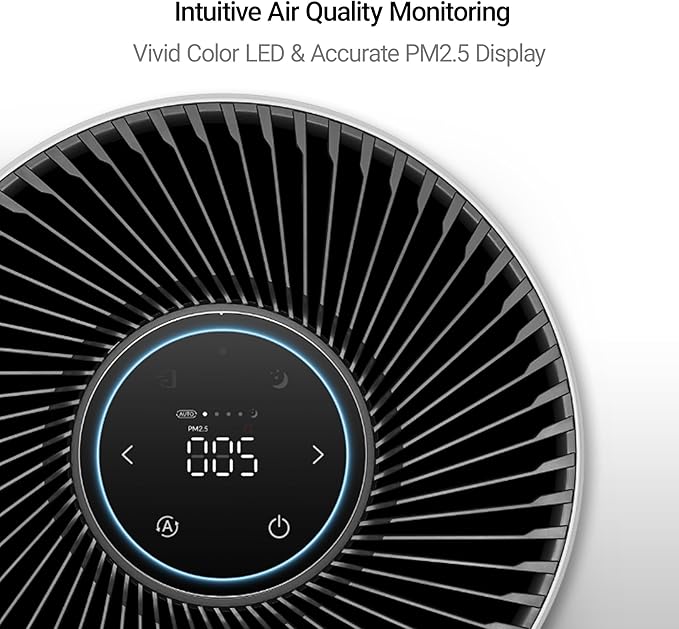 Intuitive Air Quality Monitoring
Vivid Color LED & Accurate PM2.5 Display
AUTO
PM2.5
005
A